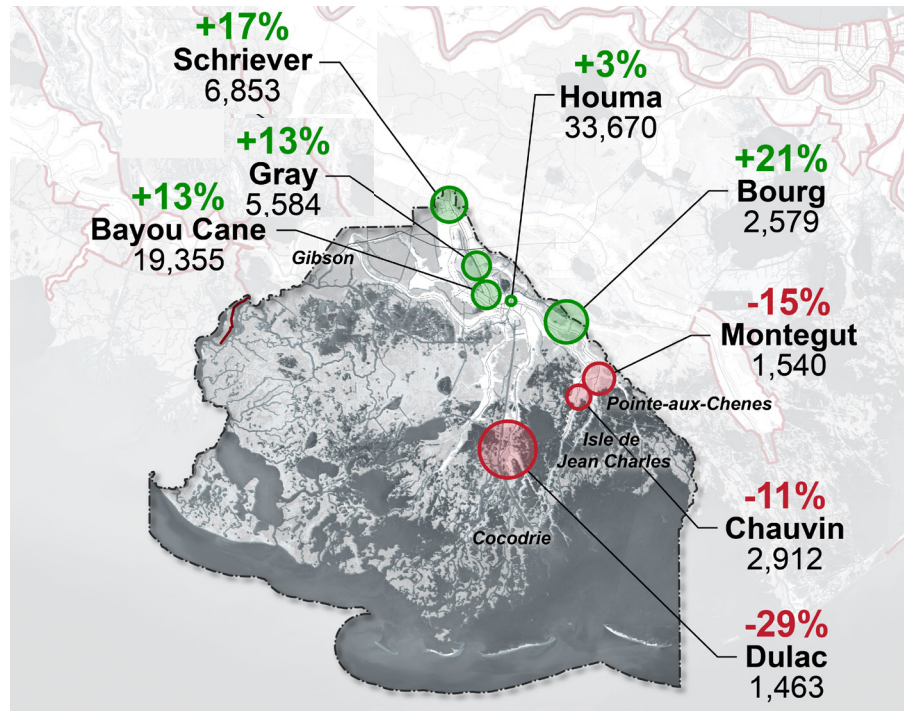 +17%
Schriever
6,853
+3%
Houma
33,670
+13%
Gray
5,584
+21%
Bourg
2,579
+13%
Bayou Cane
19,355
Gibson
-15%
Montegut
1,540
Pointe-aux-Chenes
Isle de
Jean Charles
-11%
Chauvin
2,912
Cocodrie
-29%
Dulac
1,463